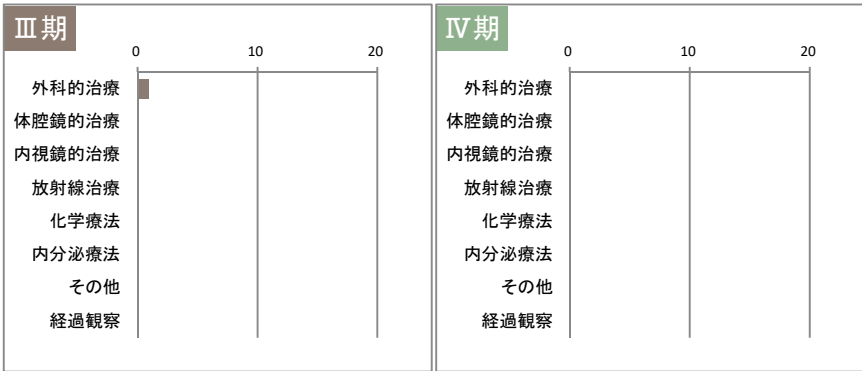 Ⅲ期
0 10 20
外科的治療
体腔鏡的治療
内視鏡的治療
放射線治療
化学療法
内分泌療法
その他
経過観察
Ⅳ期
0 10 20
外科的治療
体腔鏡的治療
内視鏡的治療
放射線治療
化学療法
内分泌療法
その他
経過観察